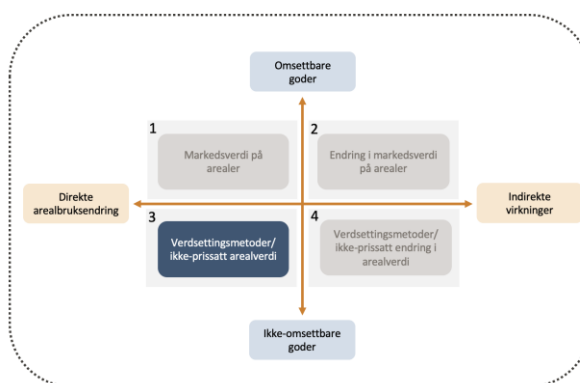 Omsettbare
goder
1
2
Markedsverdi på
arealer
Endring i markedsverdi
på arealer
Direkte
arealbruksendring
Indirekte
virkninger
3
4
Verdsettingsmetoder/
ikke-prissatt arealverdi
Verdsettingsmetoder/
ikke-prissatt endring i
arealverdi
Ikke-omsettbare
goder